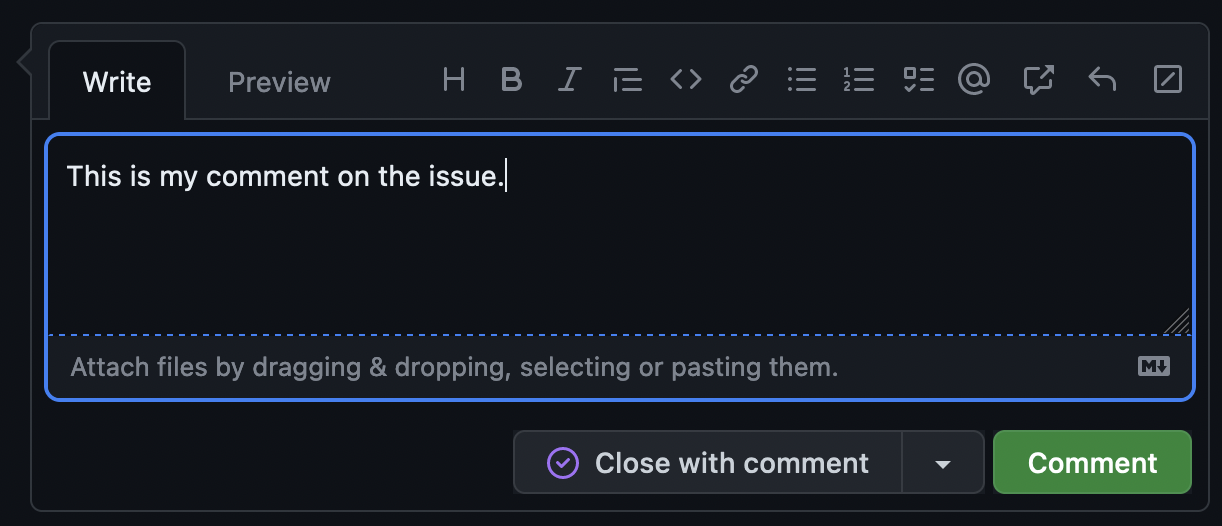 Write Preview H B I <> @
This is my comment on the issue.
Attach files by dragging & dropping, selecting or pasting them. M
Close with comment Comment